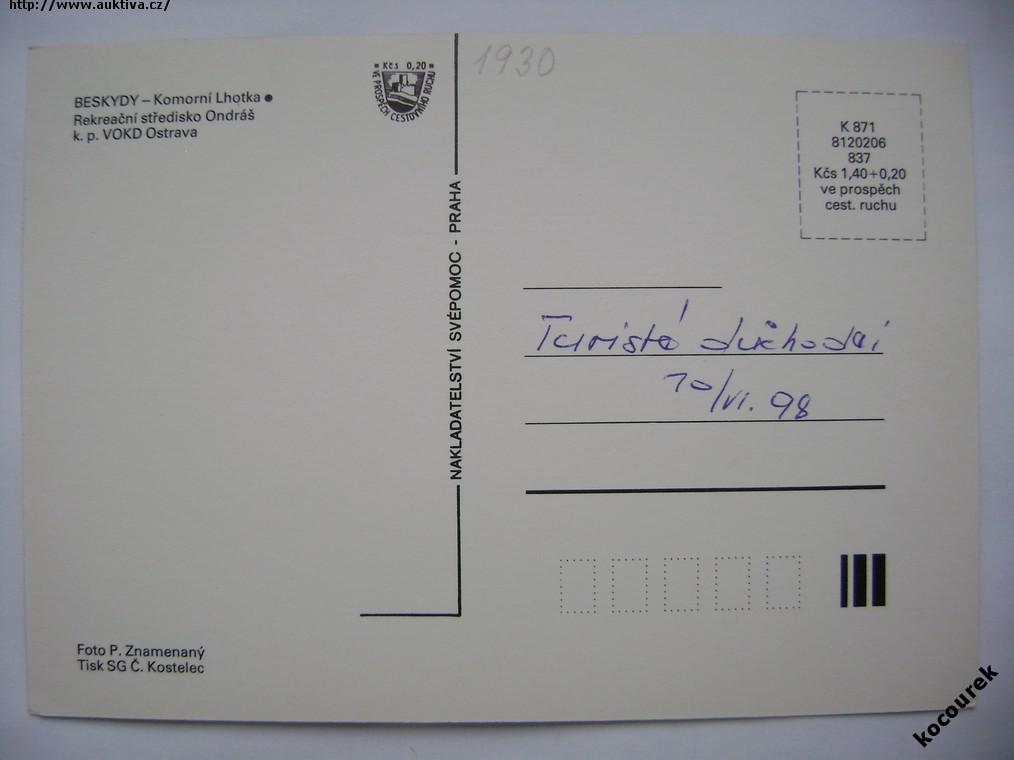 http://www.auktiva.cz/
1930
Kčs 0,20
VE PROSPĚCH CESTOVNÍHO RUCHU
BESKYDY – Komorní Lhotka ●
Rekreační středisko Ondráš
k. p. VOKD Ostrava
K 871
8120206
837
Kčs 1,40+0,20
ve prospěch
cest. ruchu
NAKLADATELSTVÍ SVÉPOMOC - PRAHA
Turisté důchodci
10/VI. 98
Foto P. Znamenaný
Tisk SG Č. Kostelec
kocourek